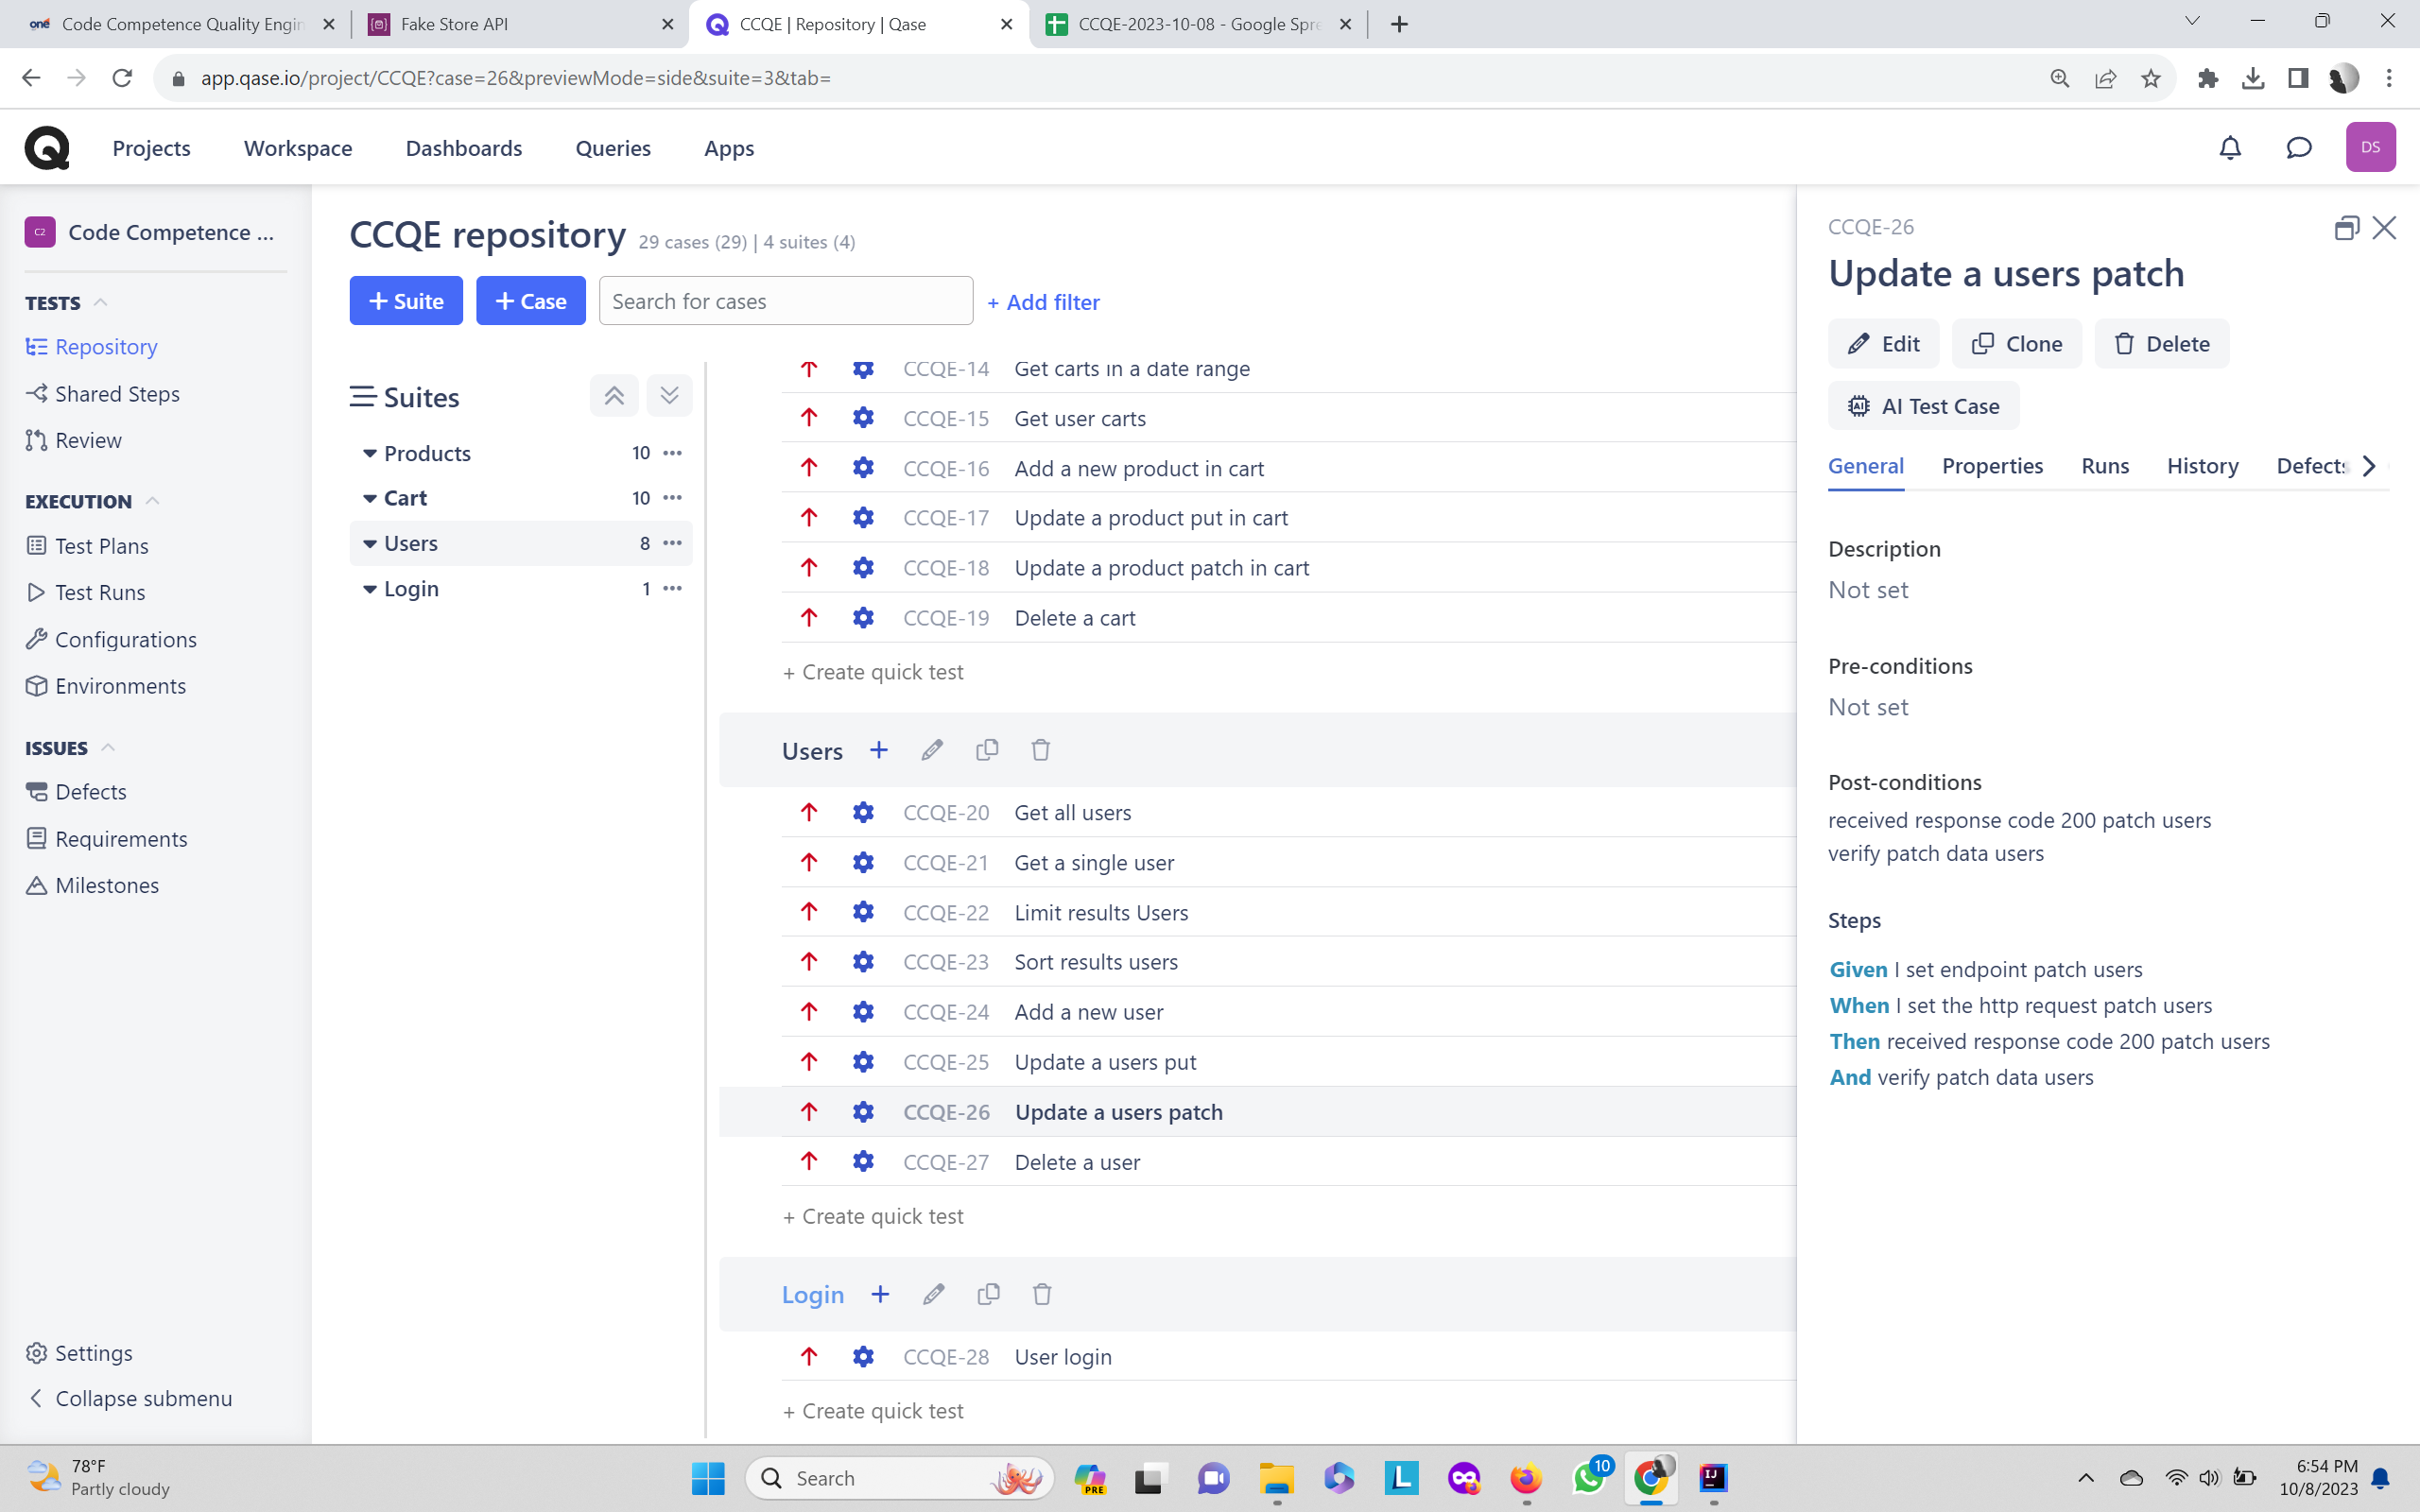 one Code Competence Quality Engin
Fake Store API
CCQE | Repository | Qase
CCQE-2023-10-08 - Google Spre
app.qase.io/project/CCQE?case=26&previewMode=side&suite=3&tab=
Projects
Workspace
Dashboards
Queries
Apps
DS
C2 Code Competence ...
TESTS
Repository
Shared Steps
Review
EXECUTION
Test Plans
Test Runs
Configurations
Environments
ISSUES
Defects
Requirements
Milestones
Settings
Collapse submenu
CCQE repository 29 cases (29) | 4 suites (4)
+ Suite
+ Case
Search for cases
+ Add filter
Suites
Products 10 ···
Cart 10 ···
Users 8 ···
Login 1 ···
CCQE-14 Get carts in a date range
CCQE-15 Get user carts
CCQE-16 Add a new product in cart
CCQE-17 Update a product put in cart
CCQE-18 Update a product patch in cart
CCQE-19 Delete a cart
+ Create quick test
Users +
CCQE-20 Get all users
CCQE-21 Get a single user
CCQE-22 Limit results Users
CCQE-23 Sort results users
CCQE-24 Add a new user
CCQE-25 Update a users put
CCQE-26 Update a users patch
CCQE-27 Delete a user
+ Create quick test
Login +
CCQE-28 User login
+ Create quick test
CCQE-26
Update a users patch
Edit
Clone
Delete
AI Test Case
General
Properties
Runs
History
Defects
Description
Not set
Pre-conditions
Not set
Post-conditions
received response code 200 patch users
verify patch data users
Steps
Given I set endpoint patch users
When I set the http request patch users
Then received response code 200 patch users
And verify patch data users
78°F
Partly cloudy
Search
PRE
L
10
IJ
6:54 PM
10/8/2023